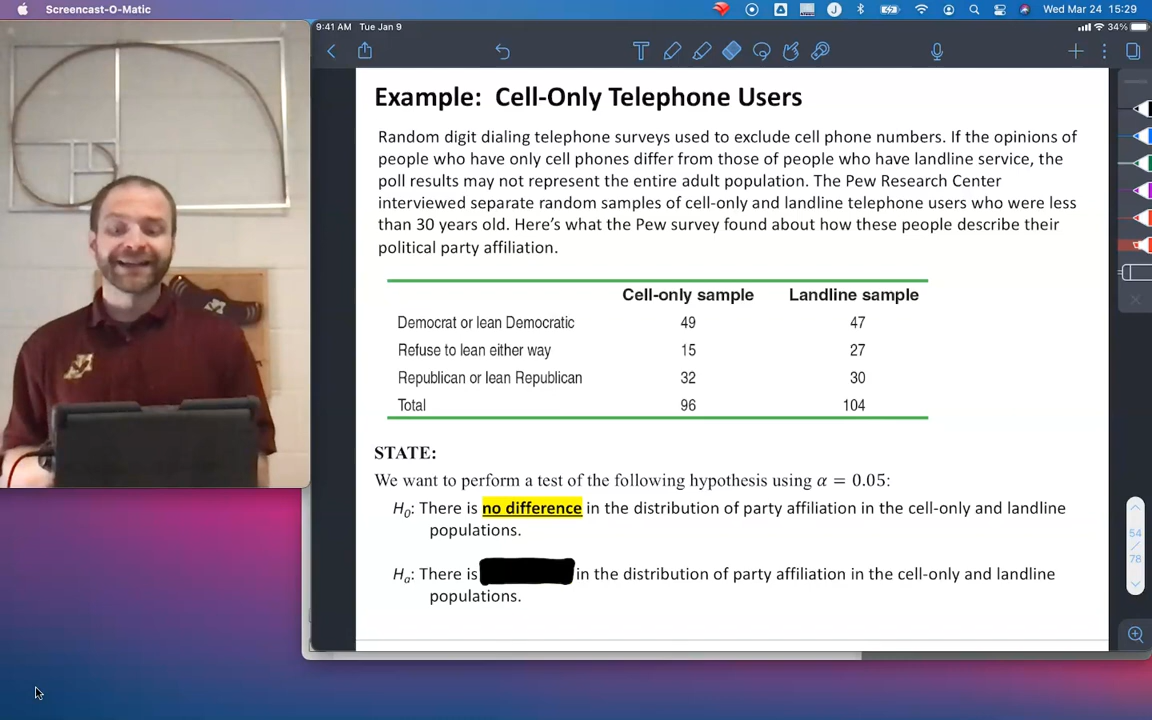 Screencast-O-Matic
Wed Mar 24 15:29
9:41 AM Tue Jan 9
34%
Example: Cell-Only Telephone Users
Random digit dialing telephone surveys used to exclude cell phone numbers. If the opinions of
people who have only cell phones differ from those of people who have landline service, the
poll results may not represent the entire adult population. The Pew Research Center
interviewed separate random samples of cell-only and landline telephone users who were less
than 30 years old. Here's what the Pew survey found about how these people describe their
political party affiliation.
Cell-only sample Landline sample
Democrat or lean Democratic 49 47
Refuse to lean either way 15 27
Republican or lean Republican 32 30
Total 96 104
STATE:
We want to perform a test of the following hypothesis using α = 0.05:
H₀: There is no difference in the distribution of party affiliation in the cell-only and landline
populations.
Hₐ: There is in the distribution of party affiliation in the cell-only and landline
populations.
54
/
78